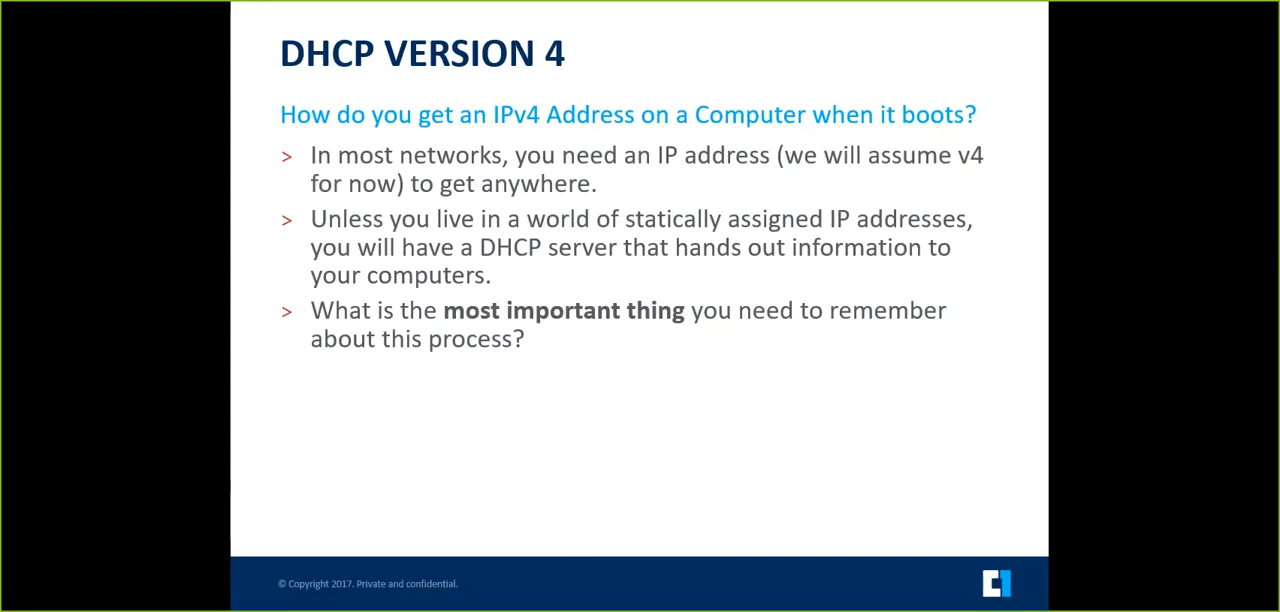 DHCP VERSION 4
How do you get an IPv4 Address on a Computer when it boots?
> In most networks, you need an IP address (we will assume v4
for now) to get anywhere.
> Unless you live in a world of statically assigned IP addresses,
you will have a DHCP server that hands out information to
your computers.
> What is the most important thing you need to remember
about this process?
© Copyright 2017. Private and confidential.